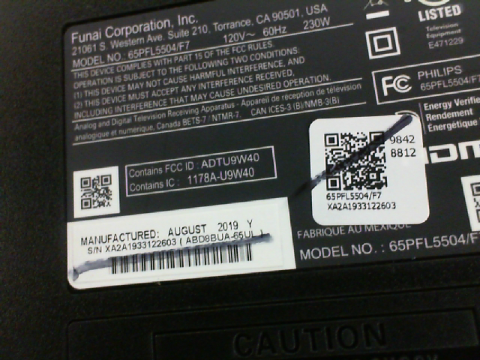 Funai Corporation, Inc.
21061 S. Western Ave. Suite 210, Torrance, CA 90501, USA
MODEL NO.: 65PFL5504/F7 120V~ 60Hz 230W
THIS DEVICE COMPLIES WITH PART 15 OF THE FCC RULES.
OPERATION IS SUBJECT TO THE FOLLOWING TWO CONDITIONS:
(1) THIS DEVICE MAY NOT CAUSE HARMFUL INTERFERENCE, AND
(2) THIS DEVICE MUST ACCEPT ANY INTERFERENCE RECEIVED,
INCLUDING INTERFERENCE THAT MAY CAUSE UNDESIRED OPERATION.
Analog and Digital Television Receiving Apparatus - Appareil de réception de télévision
analogique et numérique, Canada BETS-7 / NTMR-7. CAN ICES-3 (B)/NMB-3(B)
UL
LISTED
E471229
FC
PHILIPS
65PFL5504/F7
Energy Verified
Rendement
Énergétique
HDMI
Contains FCC ID : ADTU9W40
Contains IC : 1178A-U9W40
9842
8812
65PFL5504/F7
XA2A1933122603
MANUFACTURED: AUGUST 2019 Y
S/N XA2A1933122603
FABRIQUÉ AU MEXIQUE
MODEL NO. : 65PFL5504/F7
CAUTION